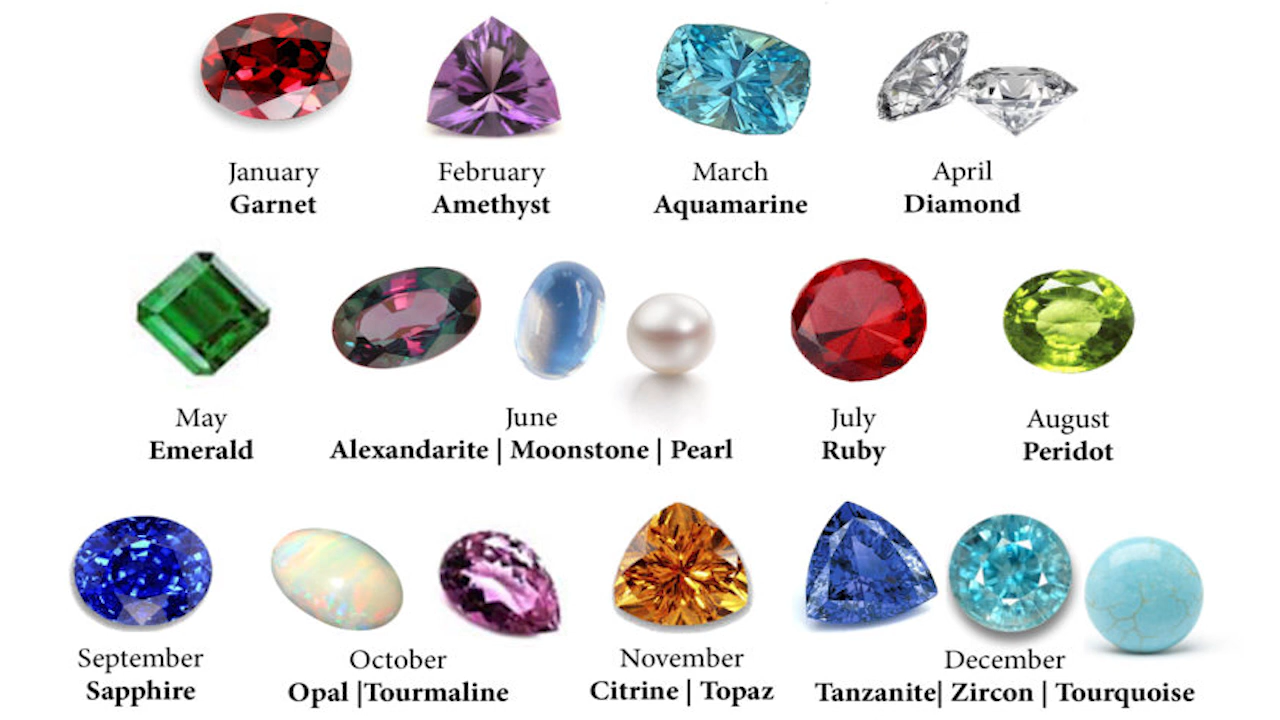 January
Garnet
February
Amethyst
March
Aquamarine
April
Diamond
May
Emerald
June
Alexandarite | Moonstone | Pearl
July
Ruby
August
Peridot
September
Sapphire
October
Opal |Tourmaline
November
Citrine | Topaz
December
Tanzanite| Zircon | Tourquoise